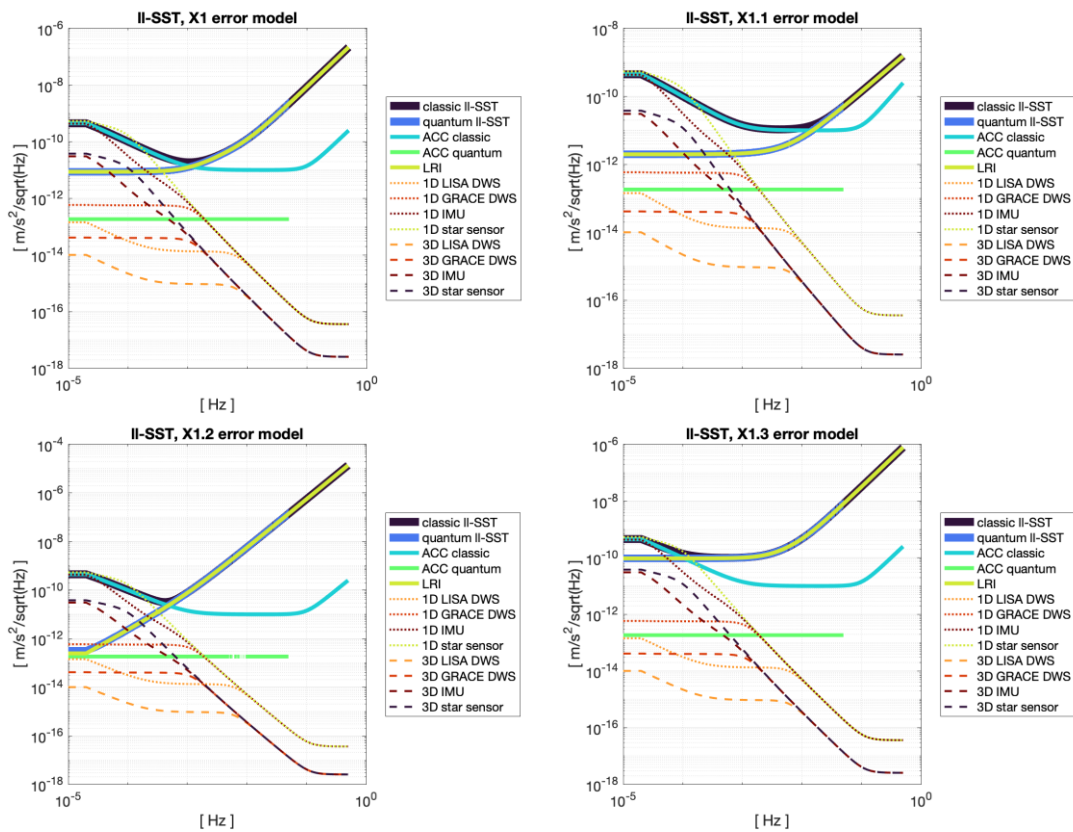 ll-SST, X1 error model
[ m/s²/sqrt(Hz) ]
10⁻⁶
10⁻⁸
10⁻¹⁰
10⁻¹²
10⁻¹⁴
10⁻¹⁶
10⁻¹⁸
10⁻⁵
10⁰
[ Hz ]
classic ll-SST
quantum ll-SST
ACC classic
ACC quantum
LRI
1D LISA DWS
1D GRACE DWS
1D IMU
1D star sensor
3D LISA DWS
3D GRACE DWS
3D IMU
3D star sensor
ll-SST, X1.1 error model
[ m/s²/sqrt(Hz) ]
10⁻⁸
10⁻¹⁰
10⁻¹²
10⁻¹⁴
10⁻¹⁶
10⁻¹⁸
10⁻⁵
10⁰
[ Hz ]
classic ll-SST
quantum ll-SST
ACC classic
ACC quantum
LRI
1D LISA DWS
1D GRACE DWS
1D IMU
1D star sensor
3D LISA DWS
3D GRACE DWS
3D IMU
3D star sensor
ll-SST, X1.2 error model
[ m/s²/sqrt(Hz) ]
10⁻⁴
10⁻⁶
10⁻⁸
10⁻¹⁰
10⁻¹²
10⁻¹⁴
10⁻¹⁶
10⁻¹⁸
10⁻⁵
10⁰
[ Hz ]
classic ll-SST
quantum ll-SST
ACC classic
ACC quantum
LRI
1D LISA DWS
1D GRACE DWS
1D IMU
1D star sensor
3D LISA DWS
3D GRACE DWS
3D IMU
3D star sensor
ll-SST, X1.3 error model
[ m/s²/sqrt(Hz) ]
10⁻⁶
10⁻⁸
10⁻¹⁰
10⁻¹²
10⁻¹⁴
10⁻¹⁶
10⁻¹⁸
10⁻⁵
10⁰
[ Hz ]
classic ll-SST
quantum ll-SST
ACC classic
ACC quantum
LRI
1D LISA DWS
1D GRACE DWS
1D IMU
1D star sensor
3D LISA DWS
3D GRACE DWS
3D IMU
3D star sensor